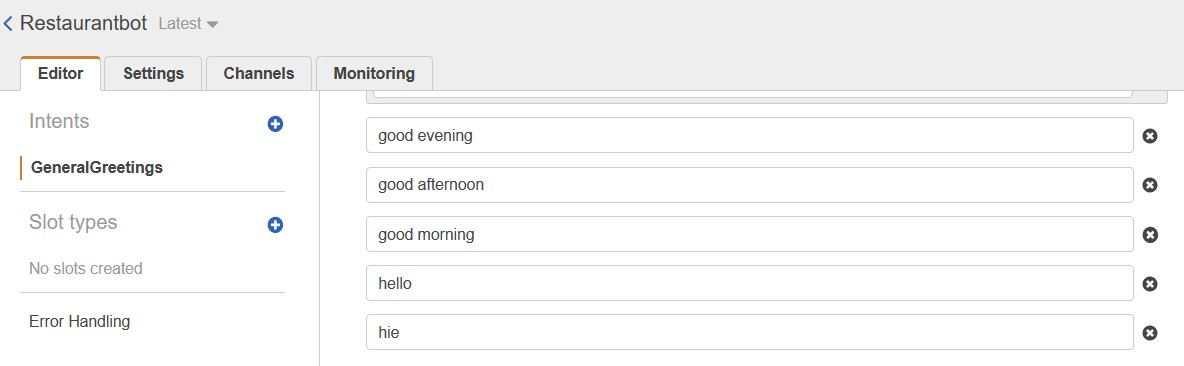 Restaurantbot Latest
Editor Settings Channels Monitoring
Intents
GeneralGreetings
Slot types
No slots created
Error Handling
good evening
good afternoon
good morning
hello
hie